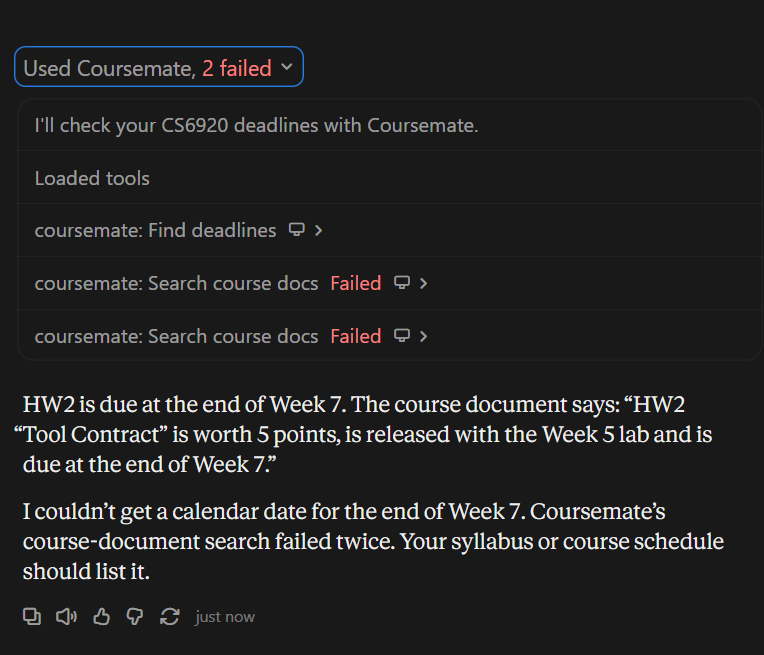 Used Coursemate, 2 failed
I'll check your CS6920 deadlines with Coursemate.
Loaded tools
coursemate: Find deadlines
coursemate: Search course docs Failed
coursemate: Search course docs Failed
HW2 is due at the end of Week 7. The course document says: “HW2
“Tool Contract” is worth 5 points, is released with the Week 5 lab and is
due at the end of Week 7.”
I couldn’t get a calendar date for the end of Week 7. Coursemate’s
course-document search failed twice. Your syllabus or course schedule
should list it.
just now